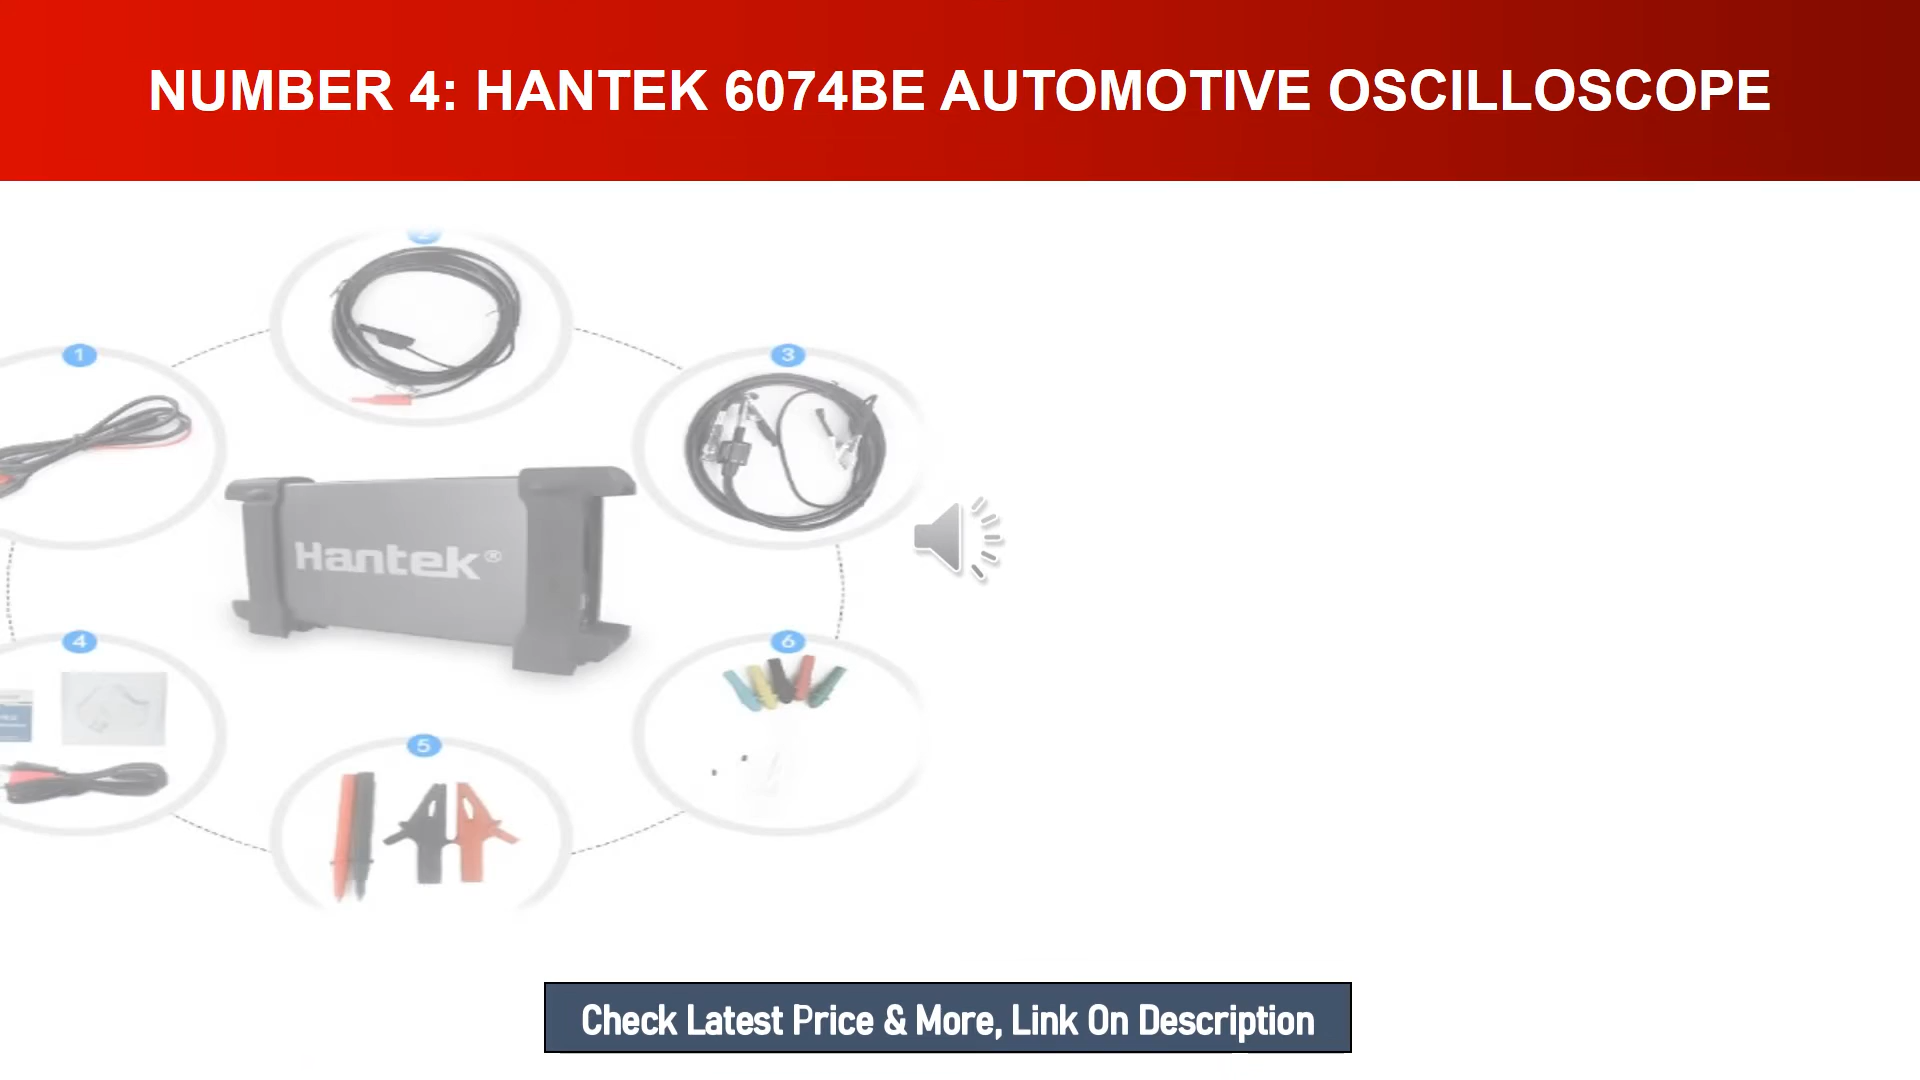 NUMBER 4: HANTEK 6074BE AUTOMOTIVE OSCILLOSCOPE
2
1
3
Hantek®
4
6
5
Check Latest Price & More, Link On Description